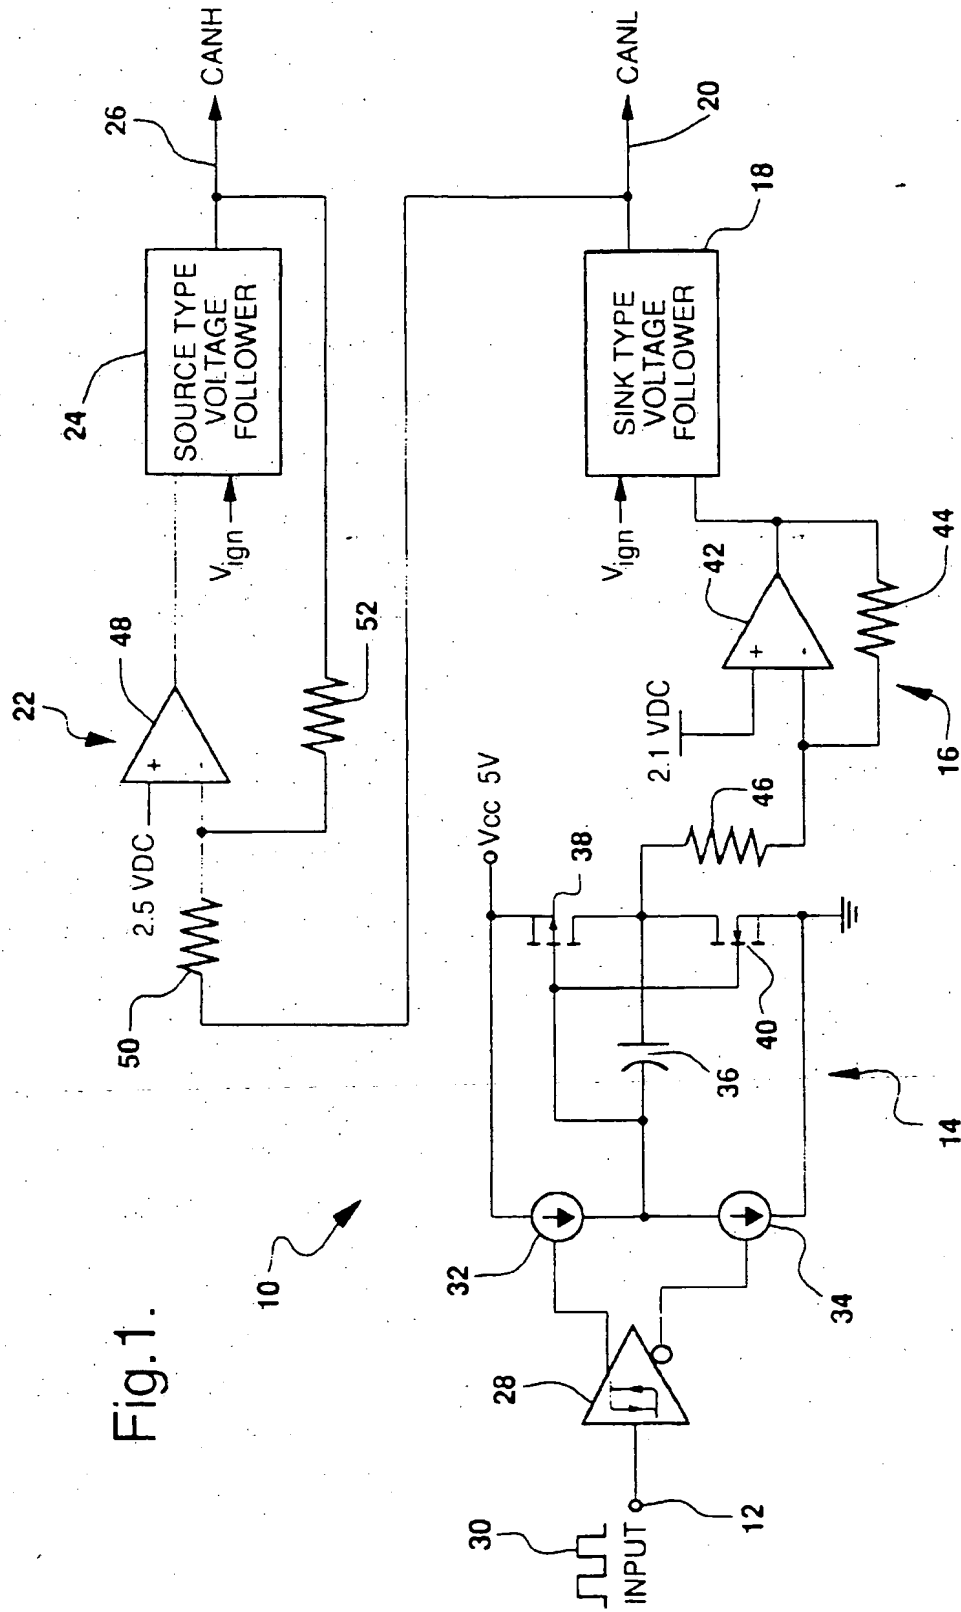 Fig.1.
10
22
48
24
SOURCE TYPE
VOLTAGE
FOLLOWER
26
CANH
2.5 VDC
+
-
50
52
Vign
CANL
20
SINK TYPE
VOLTAGE
FOLLOWER
18
Vign
42
+
-
44
16
2.1 VDC
46
Vcc 5V
38
40
36
14
32
34
28
30
INPUT
12